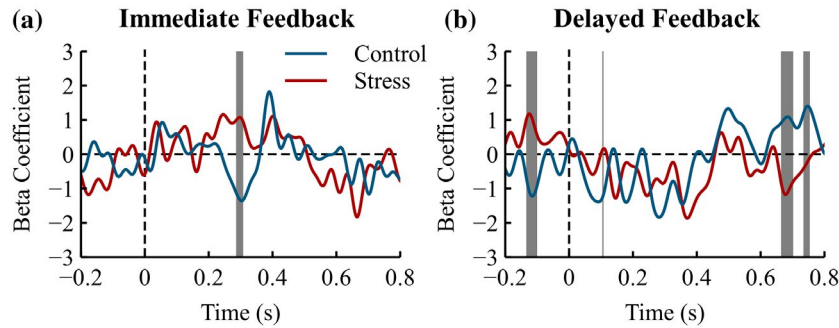 (a) Immediate Feedback
Control
Stress
Beta Coefficient
3
2
1
0
−1
−2
−3
−0.2 0 0.2 0.4 0.6 0.8
Time (s)
(b) Delayed Feedback
Beta Coefficient
3
2
1
0
−1
−2
−3
−0.2 0 0.2 0.4 0.6 0.8
Time (s)